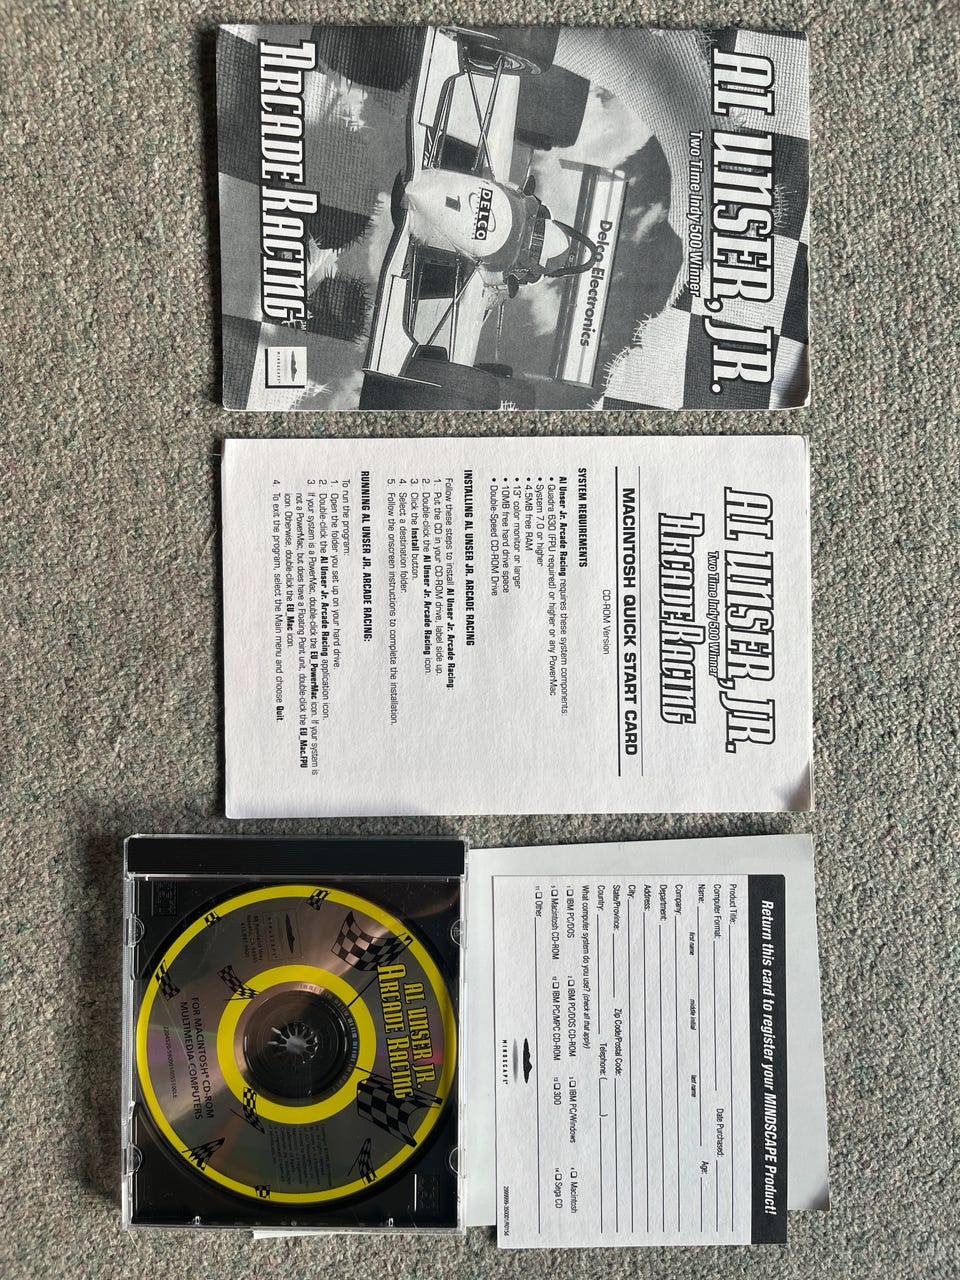 AL UNSER, JR.
Two Time Indy 500 Winner
Delco Electronics
DELCO
1
ARCADE RACING
MINDSCAPE®
AL UNSER, JR.
Two Time Indy 500 Winner
ARCADE RACING
MACINTOSH QUICK START CARD
CD-ROM Version
SYSTEM REQUIREMENTS
Al Unser Jr. Arcade Racing requires these system components:
• Quadra 630 (FPU required) or higher or any PowerMac
• System 7.0 or higher
• 4.5MB free RAM
• 13" color monitor or larger
• 10MB free hard drive space
• Double-Speed CD-ROM Drive
INSTALLING AL UNSER JR. ARCADE RACING
Follow these steps to install Al Unser Jr. Arcade Racing:
1. Put the CD in your CD-ROM drive, label side up.
2. Double-click the Al Unser Jr. Arcade Racing icon.
3. Click the Install button.
4. Select a destination folder.
5. Follow the onscreen instructions to complete the installation.
RUNNING AL UNSER JR. ARCADE RACING:
To run the program:
1. Open the folder you set up on your hard drive.
2. Double-click the Al Unser Jr. Arcade Racing application icon.
3. If your system is a PowerMac, double-click the EU_PowerMac icon. If your system is
not a PowerMac, but does have a Floating Point unit, double-click the EU_Mac.FPU
icon. Otherwise, double-click the EU Mac icon.
4. To exit the program, select the Main menu and choose Quit.
Return this card to register your MINDSCAPE Product!
Product Title:
Computer Format: Date Purchased:
Name: Age:
first name middle initial last name
Company:
Department:
Address:
City:
State/Province: Zip Code/Postal Code:
Country: Telephone: ( )
What computer system do you use? (check all that apply)
1 ☐ IBM PC/DOS 2 ☐ IBM PC/DOS CD-ROM 3 ☐ IBM PC/Windows 4 ☐ Macintosh
5 ☐ Macintosh CD-ROM 12 ☐ IBM PC/MPC CD-ROM 13 ☐ 3DO 14 ☐ Sega CD
11 ☐ Other
MINDSCAPE®
AL UNSER JR.
ARCADE RACING
MINDSCAPE
FOR MACINTOSH® CD-ROM
MULTIMEDIA COMPUTERS